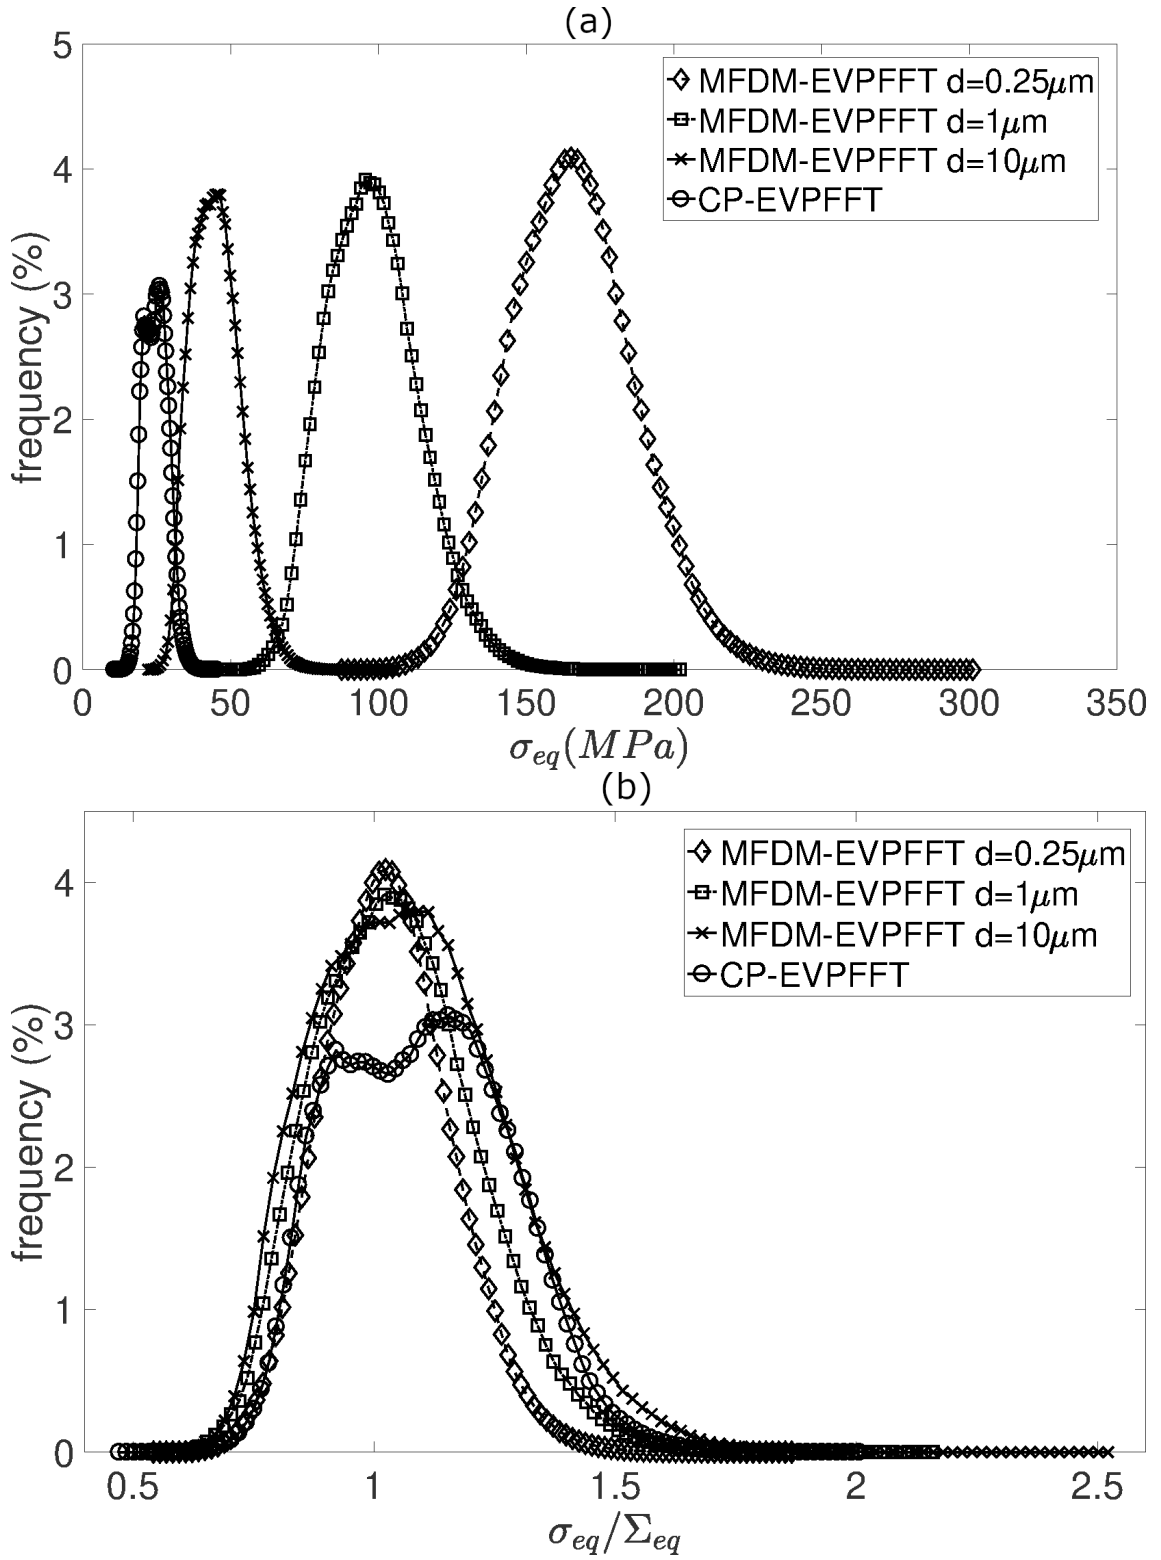 (a)
5
4
3
2
1
0
frequency (%)
MFDM-EVPFFT d=0.25μm
MFDM-EVPFFT d=1μm
MFDM-EVPFFT d=10μm
CP-EVPFFT
0 50 100 150 200 250 300 350
σeq(MPa)
(b)
4
3
2
1
0
frequency (%)
MFDM-EVPFFT d=0.25μm
MFDM-EVPFFT d=1μm
MFDM-EVPFFT d=10μm
CP-EVPFFT
0.5 1 1.5 2 2.5
σeq/Σeq